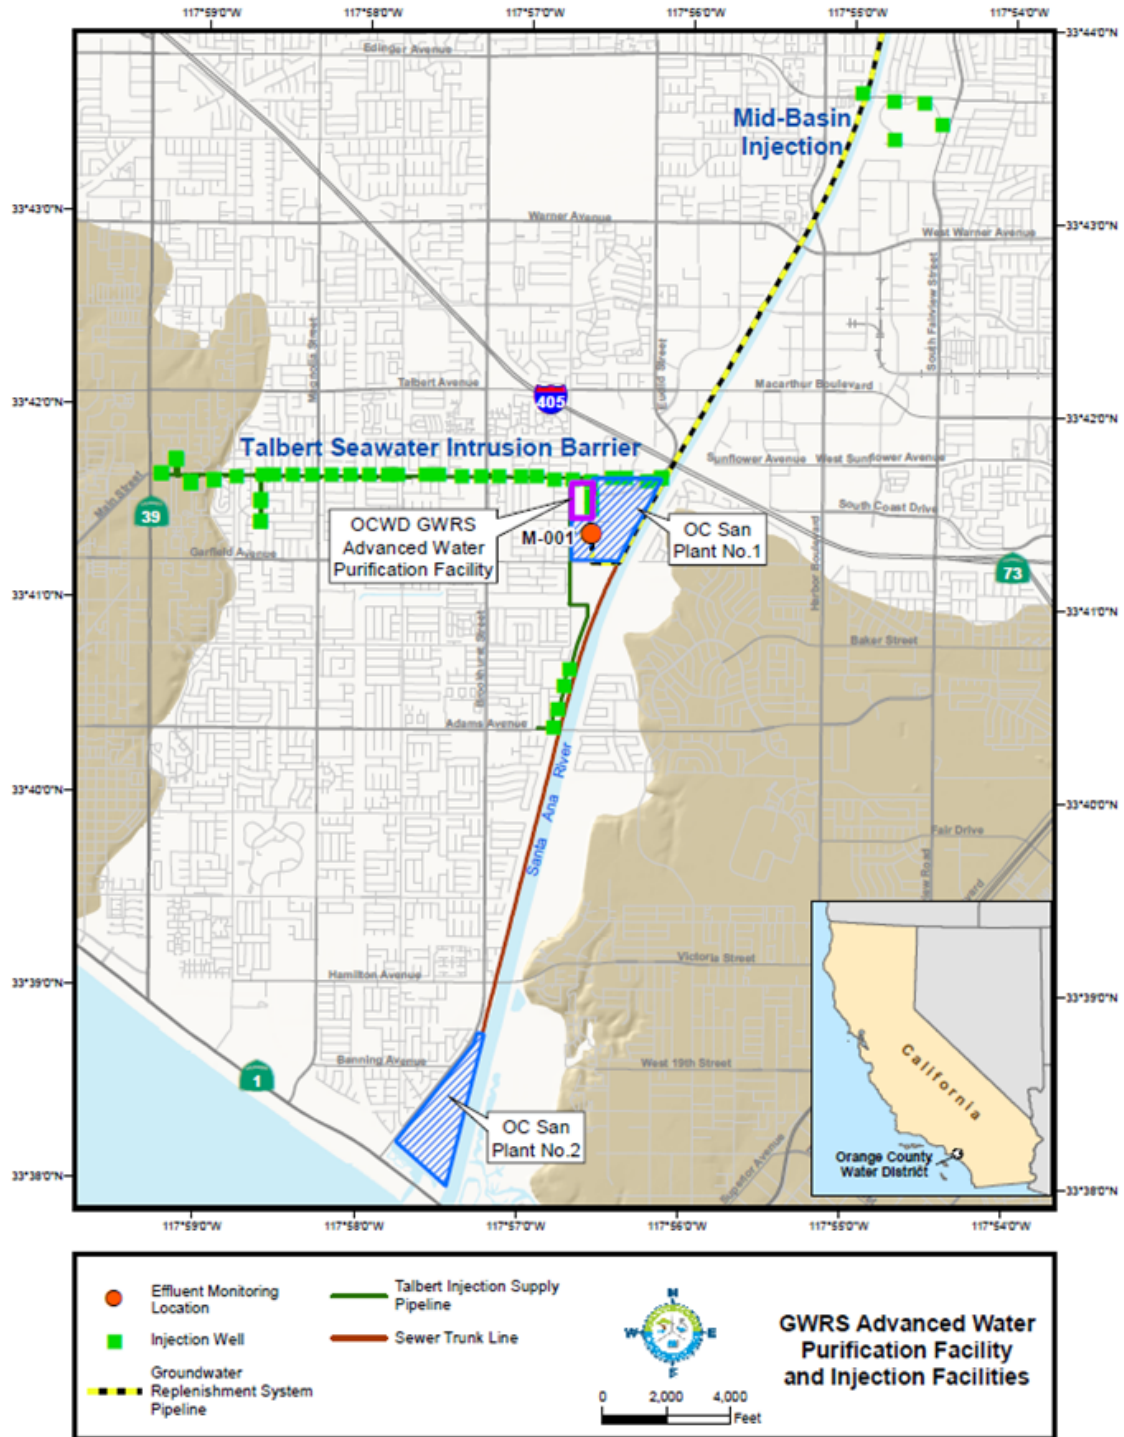 117°59'0"W
117°58'0"W
117°57'0"W
117°56'0"W
117°55'0"W
117°54'0"W
33°44'0"N
Edinger Avenue
Mid-Basin
Injection
33°43'0"N
33°43'0"N
Warner Avenue
West Warner Avenue
South Fairview Street
Magnolia Street
Euclid Street
Talbert Avenue
Macarthur Boulevard
33°42'0"N
33°42'0"N
405
Talbert Seawater Intrusion Barrier
Sunflower Avenue
West Sunflower Avenue
Main Street
39
South Coast Drive
OCWD GWRS
Advanced Water
Purification Facility
M-001
OC San
Plant No.1
Garfield Avenue
Harbor Boulevard
73
33°41'0"N
33°41'0"N
Brookhurst Street
Baker Street
Adams Avenue
Santa Ana River
33°40'0"N
33°40'0"N
Fair Drive
view Road
Victoria Street
Hamilton Avenue
33°39'0"N
33°39'0"N
Banning Avenue
West 19th Street
1
OC San
Plant No.2
Superior Avenue
California
Orange County
Water District
33°38'0"N
33°38'0"N
117°59'0"W
117°58'0"W
117°57'0"W
117°56'0"W
117°55'0"W
117°54'0"W
Effluent Monitoring
Location
Injection Well
Groundwater
Replenishment System
Pipeline
Talbert Injection Supply
Pipeline
Sewer Trunk Line
N
W
E
S
0
2,000
4,000
Feet
GWRS Advanced Water
Purification Facility
and Injection Facilities